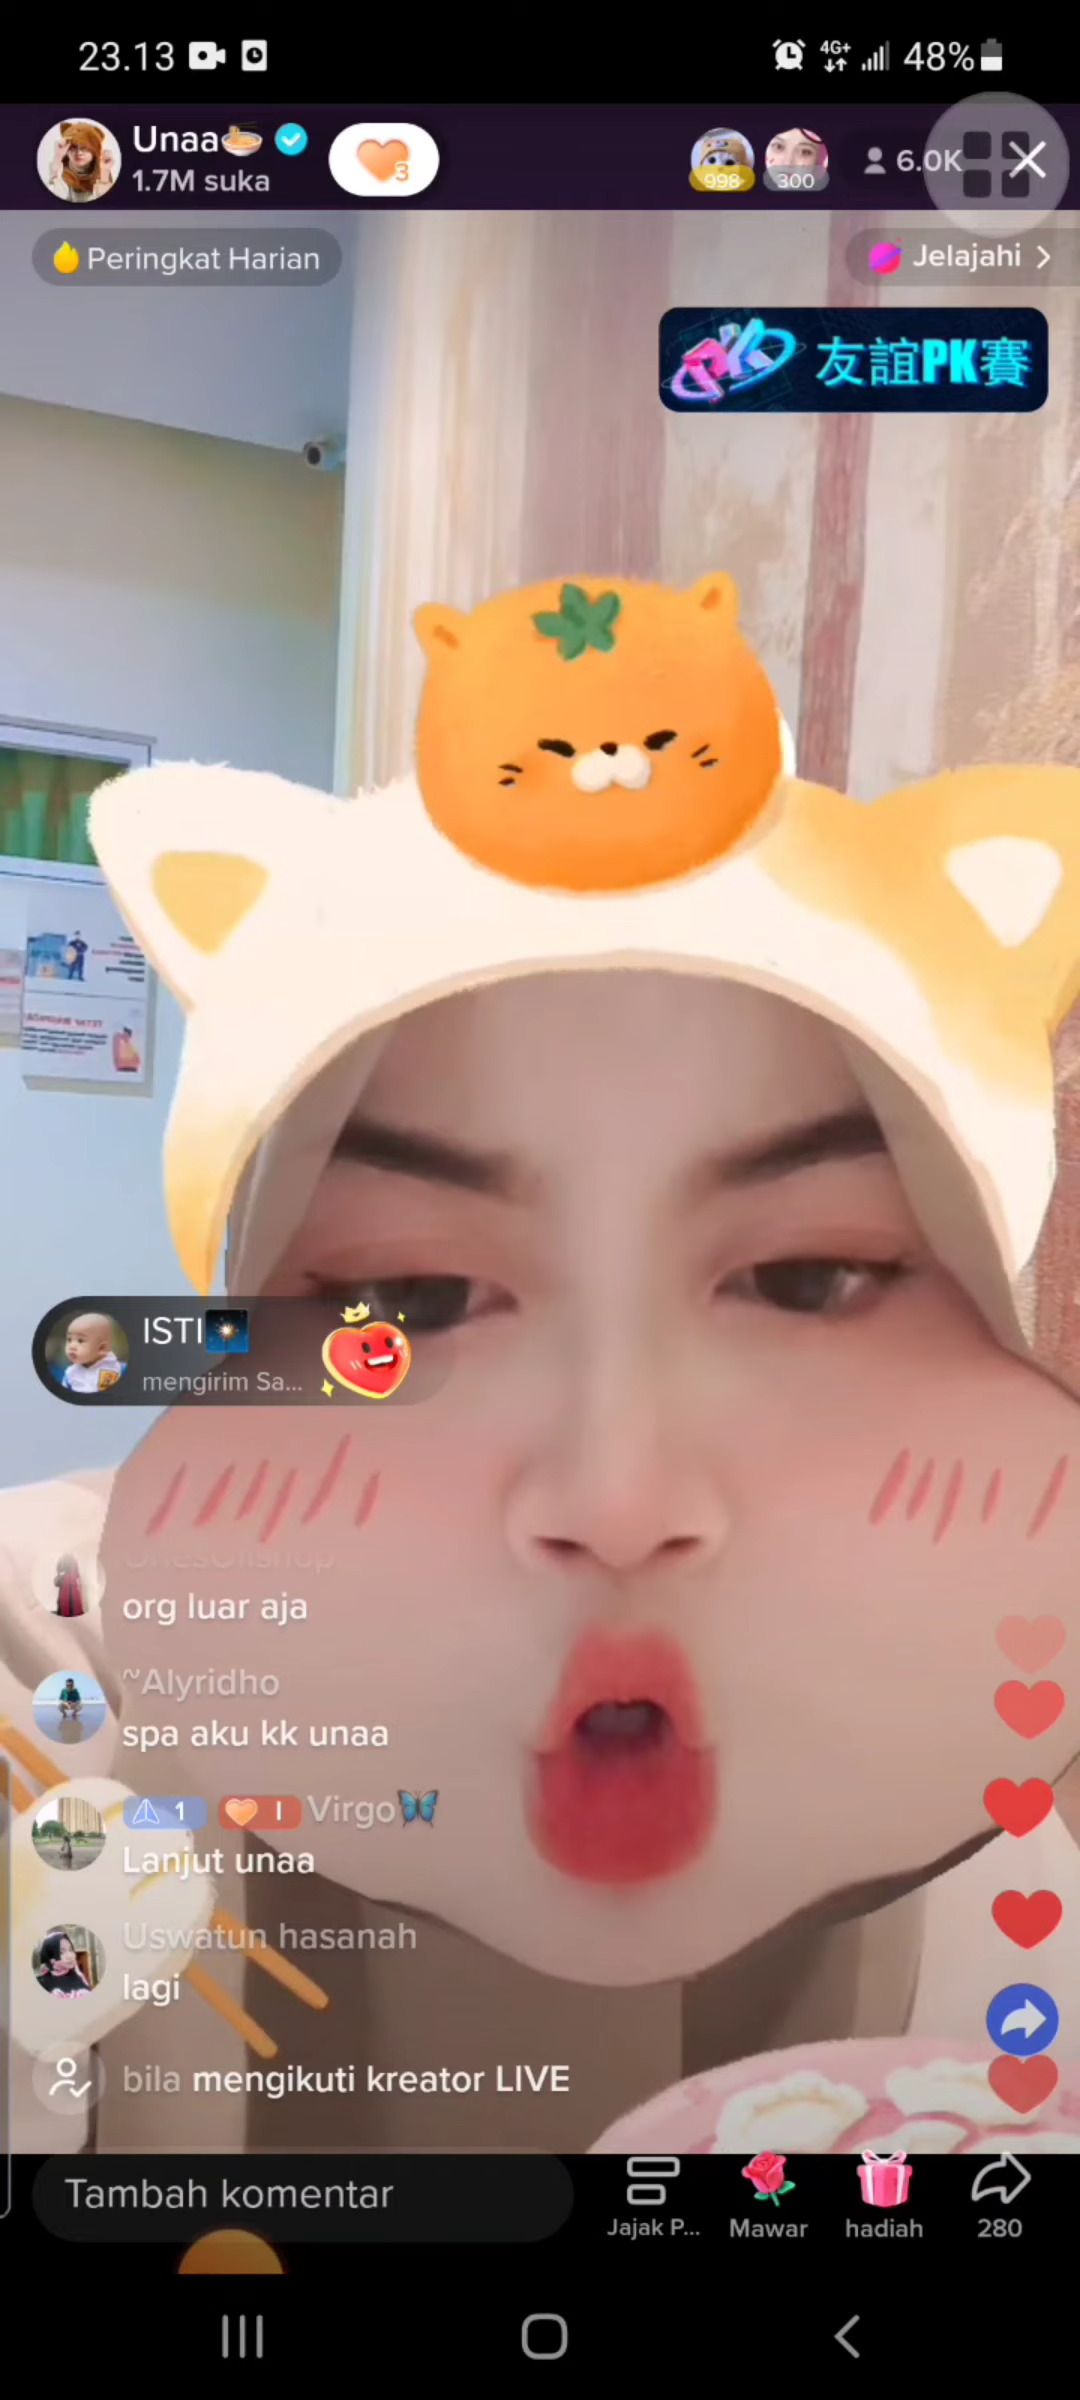 23.13
4G+
48%
Unaa
1.7M suka
3
998
300
6.0K
Peringkat Harian
Jelajahi
友誼PK賽
ISTI
mengirim Sa...
org luar aja
~Alyridho
spa aku kk unaa
1
I
Virgo
Lanjut unaa
Uswatun hasanah
lagi
bila mengikuti kreator LIVE
Tambah komentar
Jajak P...
Mawar
hadiah
280